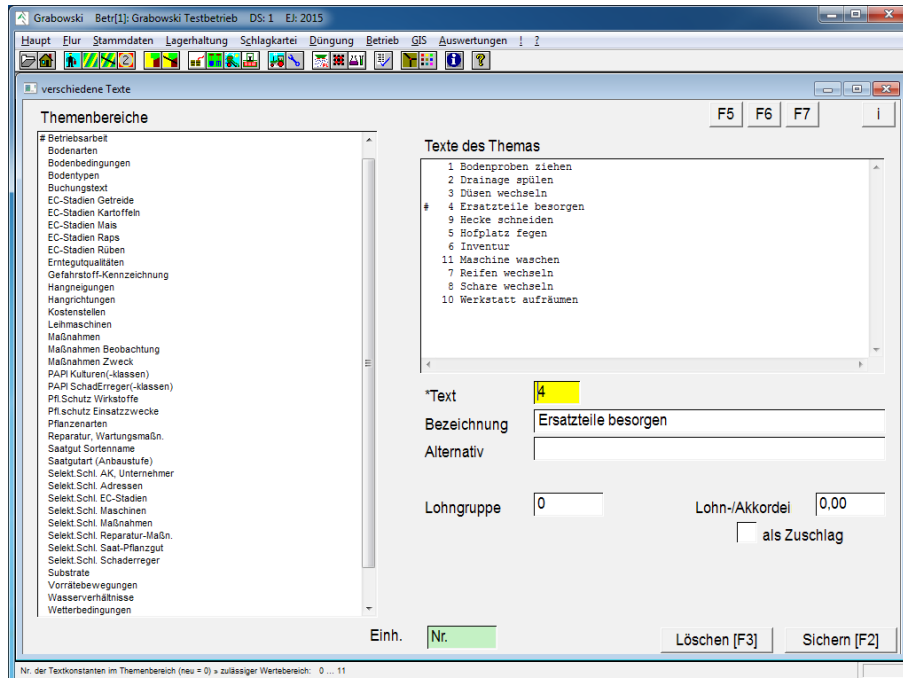 Grabowski Betr[1]: Grabowski Testbetrieb DS: 1 EJ: 2015
Haupt Flur Stammdaten Lagerhaltung Schlagkartei Düngung Betrieb GIS Auswertungen ! ?
verschiedene Texte
Themenbereiche
F5 F6 F7 i
# Betriebsarbeit
Bodenarten
Bodenbedingungen
Bodentypen
Buchungstext
EC-Stadien Getreide
EC-Stadien Kartoffeln
EC-Stadien Mais
EC-Stadien Raps
EC-Stadien Rüben
Erntegutqualitäten
Gefahrstoff-Kennzeichnung
Hangneigungen
Hangrichtungen
Kostenstellen
Leihmaschinen
Maßnahmen
Maßnahmen Beobachtung
Maßnahmen Zweck
PAPI Kulturen(-klassen)
PAPI SchadErreger(-klassen)
Pfl.Schutz Wirkstoffe
Pfl.schutz Einsatzzwecke
Pflanzenarten
Reparatur, Wartungsmaßn.
Saatgut Sortenname
Saatgutart (Anbaustufe)
Selekt.Schl. AK, Unternehmer
Selekt.Schl. Adressen
Selekt.Schl. EC-Stadien
Selekt.Schl. Maschinen
Selekt.Schl. Maßnahmen
Selekt.Schl. Reparatur-Maßn.
Selekt.Schl. Saat-Pflanzgut
Selekt.Schl. Schaderreger
Substrate
Vorrätebewegungen
Wasserverhältnisse
Wetterbedingungen
Texte des Themas
1 Bodenproben ziehen
2 Drainage spülen
3 Düsen wechseln
# 4 Ersatzteile besorgen
9 Hecke schneiden
5 Hofplatz fegen
6 Inventur
11 Maschine waschen
7 Reifen wechseln
8 Schare wechseln
10 Werkstatt aufräumen
*Text 4
Bezeichnung Ersatzteile besorgen
Alternativ
Lohngruppe 0 Lohn-/Akkordei 0,00
als Zuschlag
Einh. Nr.
Löschen [F3] Sichern [F2]
Nr. der Textkonstanten im Themenbereich (neu = 0) » zulässiger Wertebereich: 0 ... 11